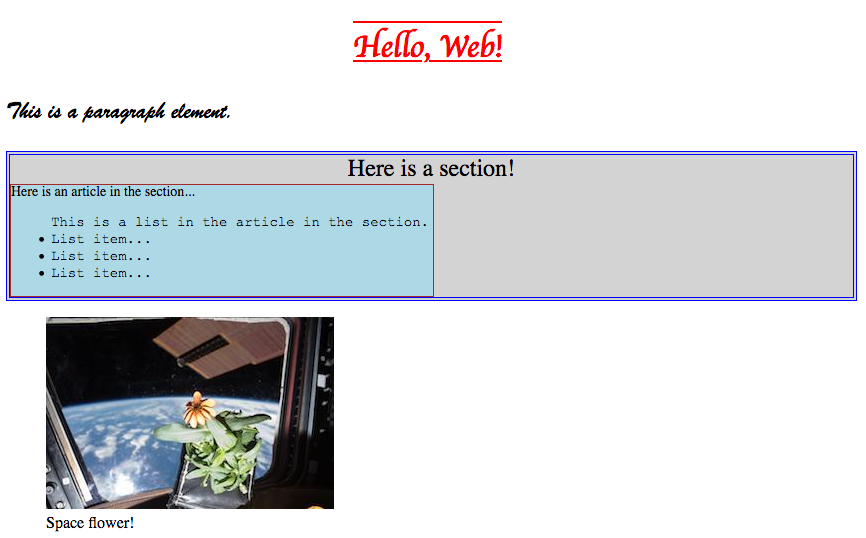 Hello, Web!
This is a paragraph element.
Here is a section!
Here is an article in the section...
This is a list in the article in the section.
List item...
List item...
List item...
Space flower!